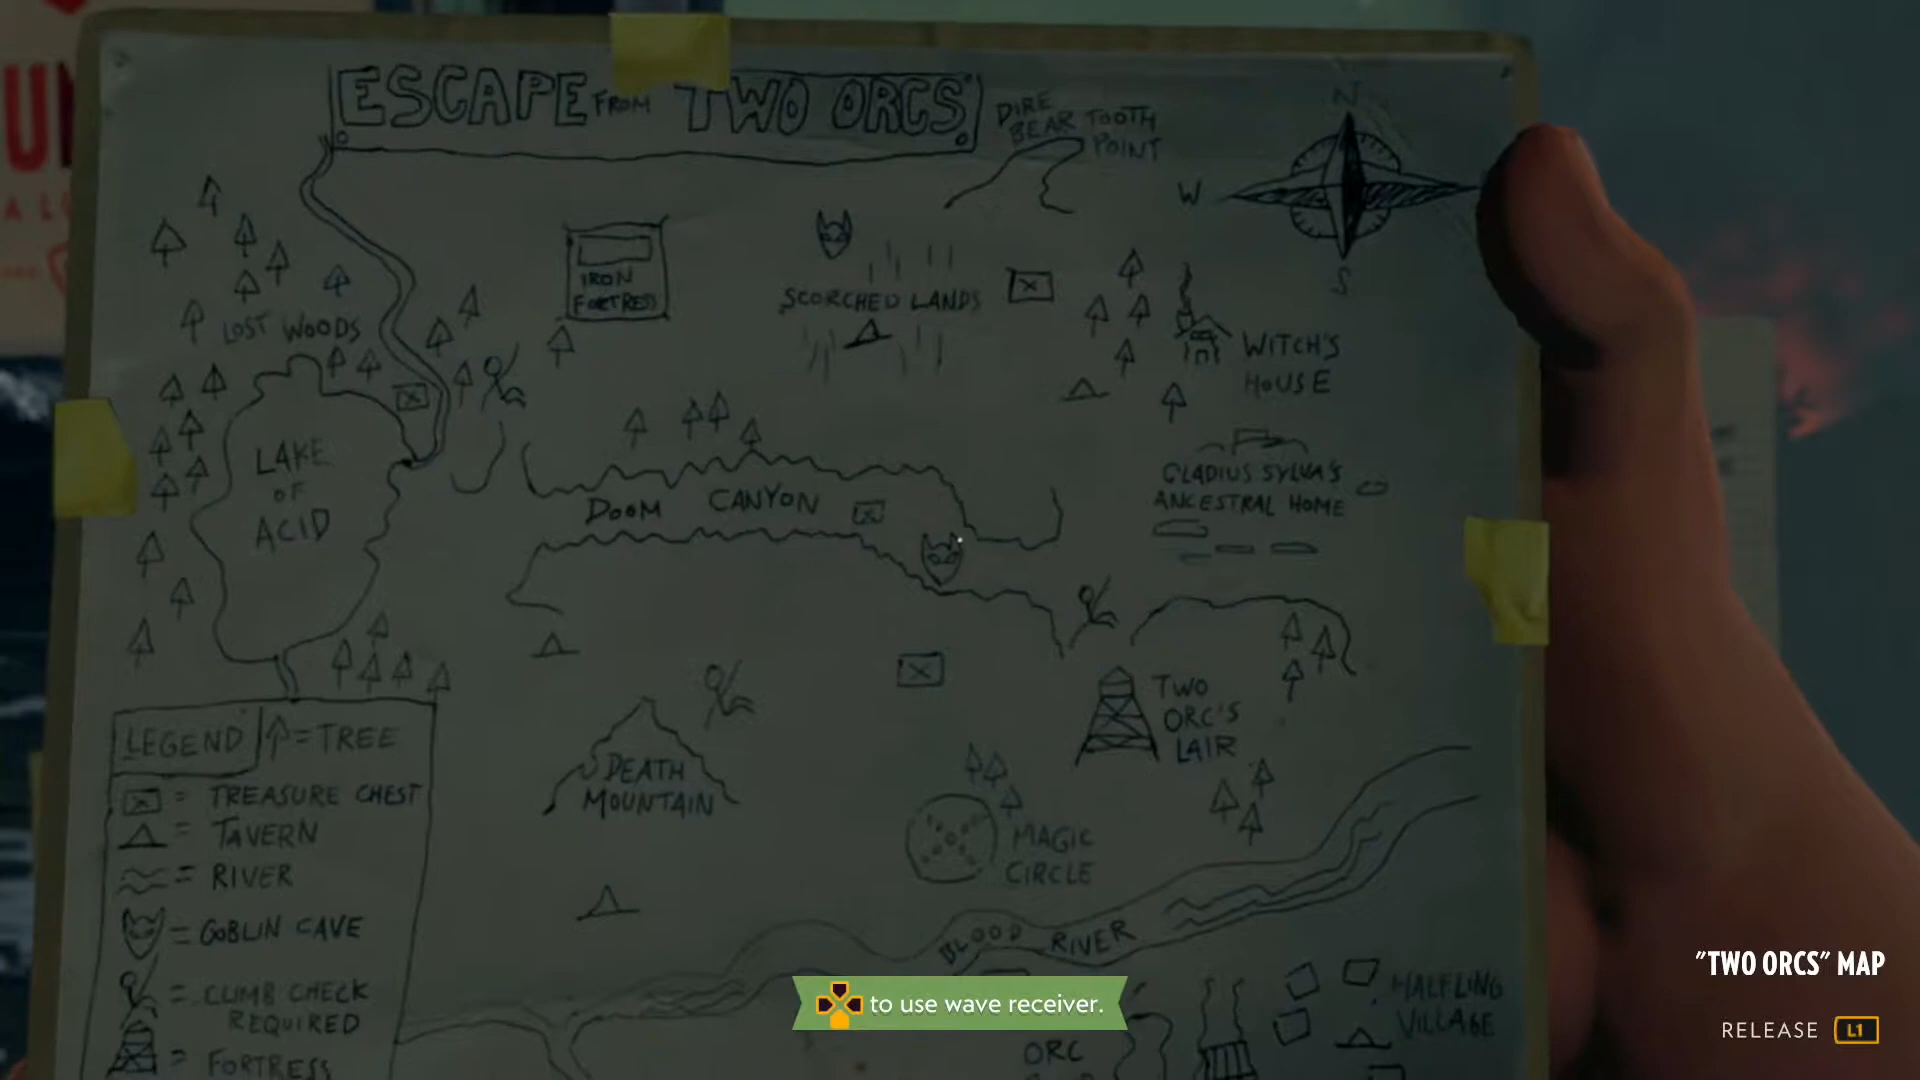 ESCAPE FROM TWO ORCS
DIRE
BEAR TOOTH
POINT
N
W
S
IRON
FORTRESS
SCORCHED LANDS
LOST WOODS
WITCH'S
HOUSE
LAKE
OF
ACID
DOOM CANYON
GLADIUS SYLVA'S
ANCESTRAL HOME
TWO
ORC'S
LAIR
DEATH
MOUNTAIN
MAGIC
CIRCLE
LEGEND
= TREE
= TREASURE CHEST
= TAVERN
= RIVER
= GOBLIN CAVE
= CLIMB CHECK
REQUIRED
= FORTRESS
BLOOD RIVER
HALFLING
VILLAGE
ORC
to use wave receiver.
"TWO ORCS" MAP
RELEASE L1